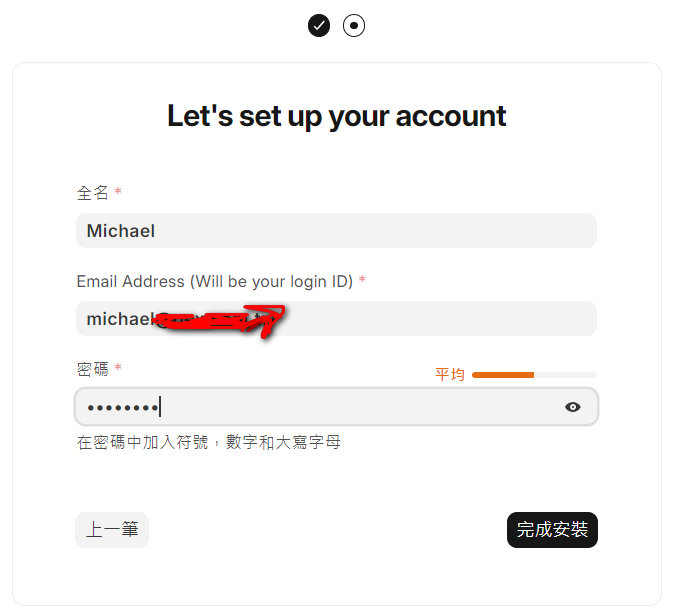 Let's set up your account
全名 *
Michael
Email Address (Will be your login ID) *
michael@
密碼 *
平均
••••••••
在密碼中加入符號，數字和大寫字母
上一筆
完成安裝